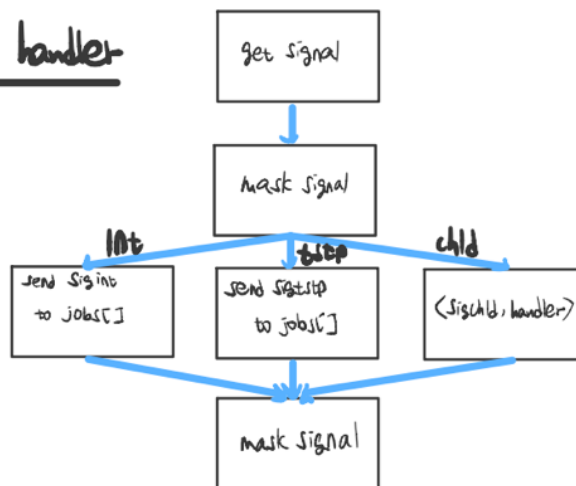 handler
get signal
mask signal
int
tstp
chld
send sigint
to jobs[]
send sigtstp
to jobs[]
<sigchld, handler>
mask signal